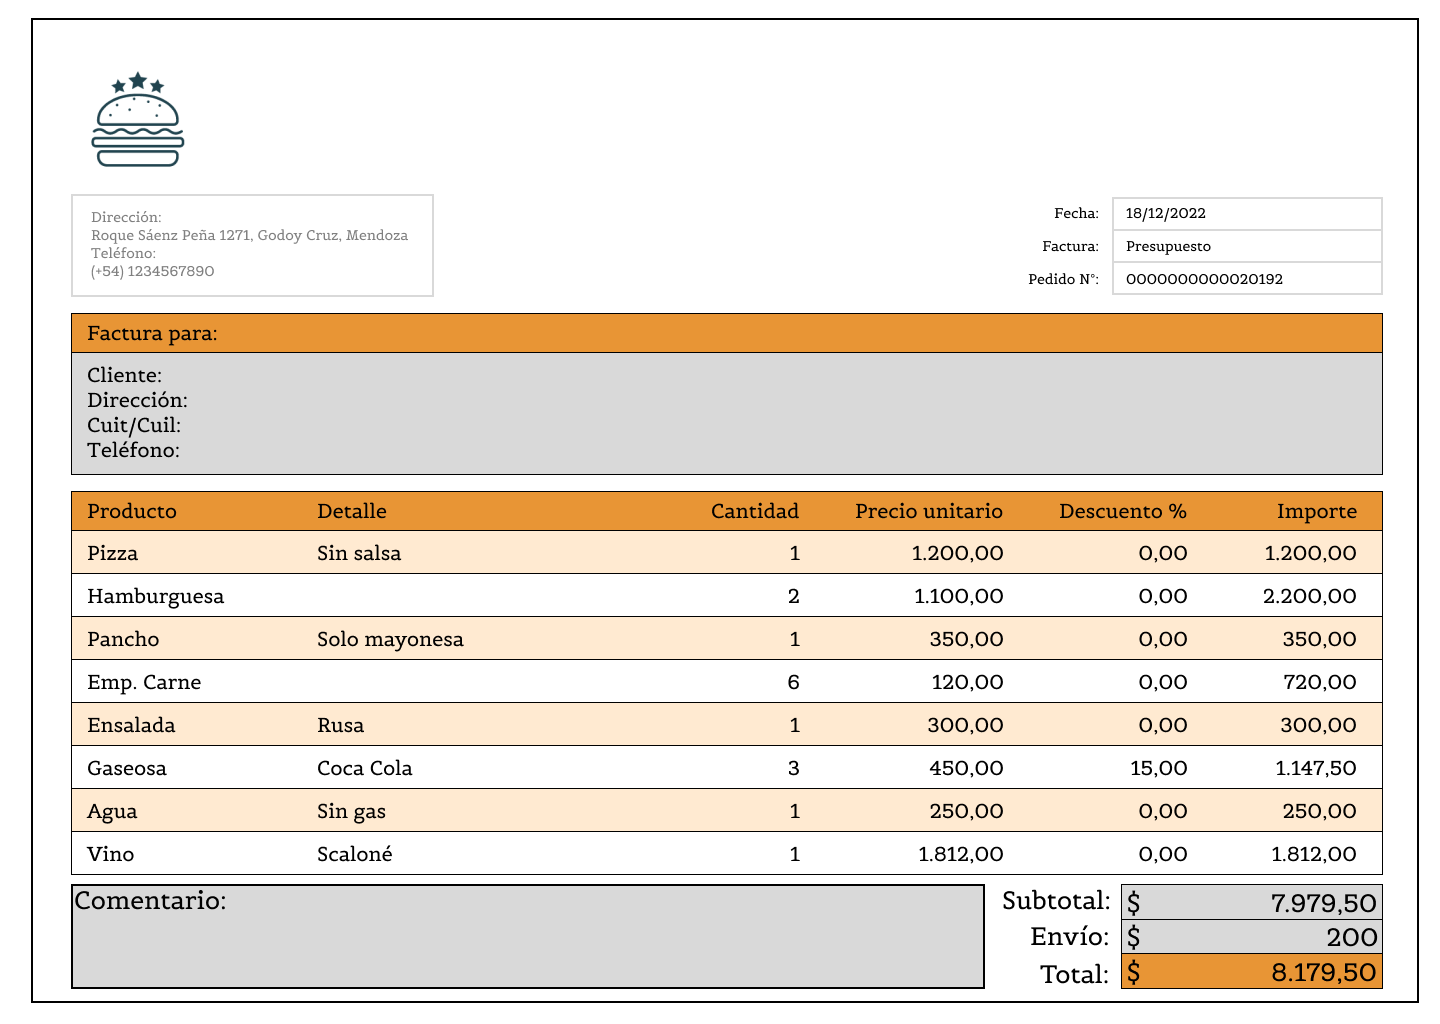 Dirección:
Roque Sáenz Peña 1271, Godoy Cruz, Mendoza
Teléfono:
(+54) 1234567890
Fecha: 18/12/2022
Factura: Presupuesto
Pedido N°: 0000000000020192
Factura para:
Cliente:
Dirección:
Cuit/Cuil:
Teléfono:
Producto Detalle Cantidad Precio unitario Descuento % Importe
Pizza Sin salsa 1 1.200,00 0,00 1.200,00
Hamburguesa 2 1.100,00 0,00 2.200,00
Pancho Solo mayonesa 1 350,00 0,00 350,00
Emp. Carne 6 120,00 0,00 720,00
Ensalada Rusa 1 300,00 0,00 300,00
Gaseosa Coca Cola 3 450,00 15,00 1.147,50
Agua Sin gas 1 250,00 0,00 250,00
Vino Scaloné 1 1.812,00 0,00 1.812,00
Comentario:
Subtotal: $ 7.979,50
Envío: $ 200
Total: $ 8.179,50